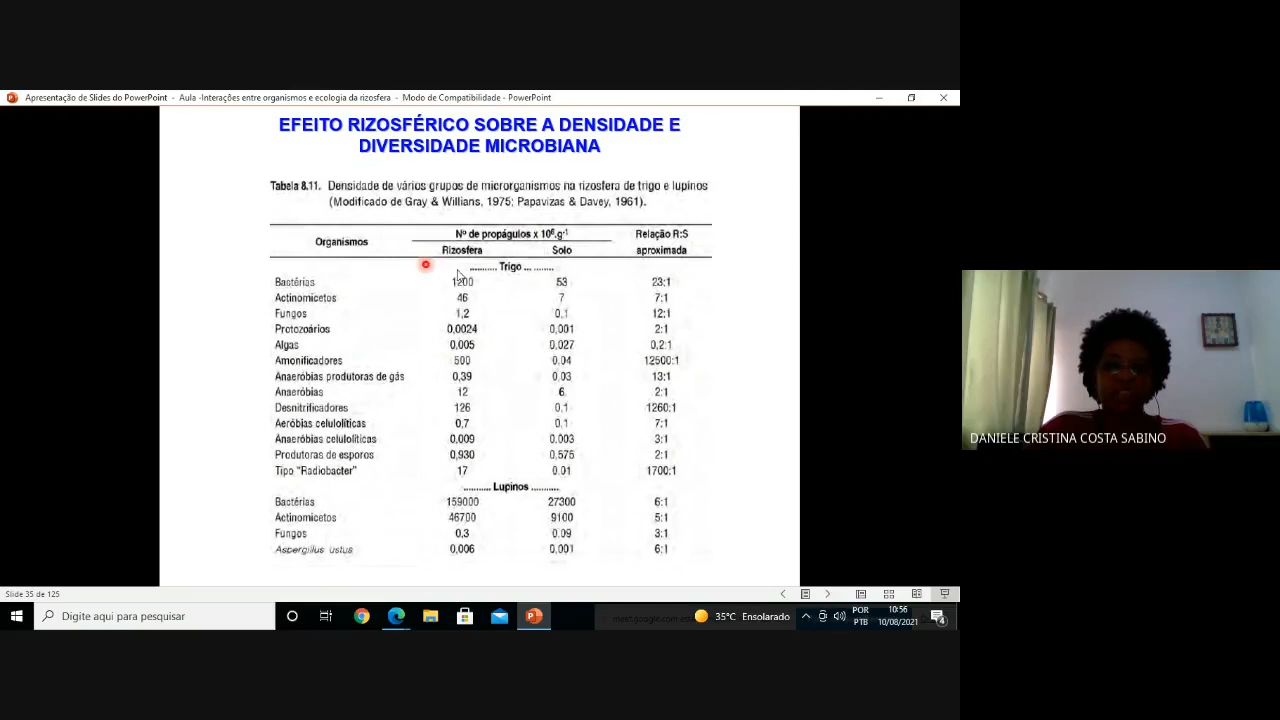 Apresentação de Slides do PowerPoint - Aula -Interações entre organismos e ecologia da rizosfera - Modo de Compatibilidade - PowerPoint
EFEITO RIZOSFÉRICO SOBRE A DENSIDADE E
DIVERSIDADE MICROBIANA
Tabela 8.11. Densidade de vários grupos de microrganismos na rizosfera de trigo e lupinos
(Modificado de Gray & Willians, 1975; Papavizas & Davey, 1961).
Organismos Nº de propágulos x 10⁶.g⁻¹ Relação R:S
Rizosfera Solo aproximada
........... Trigo ... ........
Bactérias 1200 53 23:1
Actinomicetos 46 7 7:1
Fungos 1,2 0,1 12:1
Protozoários 0,0024 0,001 2:1
Algas 0,005 0,027 0,2:1
Amonificadores 500 0,04 12500:1
Anaeróbias produtoras de gás 0,39 0,03 13:1
Anaeróbias 12 6 2:1
Desnitrificadores 126 0,1 1260:1
Aeróbias celulolíticas 0,7 0,1 7:1
Anaeróbias celulolíticas 0,009 0,003 3:1
Produtoras de esporos 0,930 0,575 2:1
Tipo "Radiobacter" 17 0,01 1700:1
........... Lupinos ...........
Bactérias 159000 27300 6:1
Actinomicetos 46700 9100 5:1
Fungos 0,3 0,09 3:1
Aspergillus ustus 0,006 0,001 6:1
DANIELE CRISTINA COSTA SABINO
Slide 35 de 125
Digite aqui para pesquisar
35°C Ensolarado
POR
PTB
10:56
10/08/2021
4